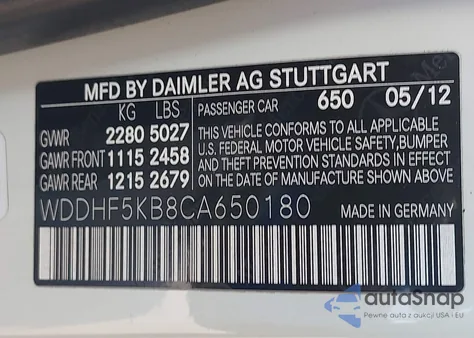 MFD BY DAIMLER AG STUTTGART
KG LBS
PASSENGER CAR 650 05/12
GVWR 2280 5027
GAWR FRONT 1115 2458
GAWR REAR 1215 2679
THIS VEHICLE CONFORMS TO ALL APPLICABLE
U.S. FEDERAL MOTOR VEHICLE SAFETY, BUMPER
AND THEFT PREVENTION STANDARDS IN EFFECT
ON THE DATE OF MANUFACTURE SHOWN ABOVE
WDDHF5KB8CA650180
MADE IN GERMANY
autosnap
Pewne auta z aukcji USA i EU